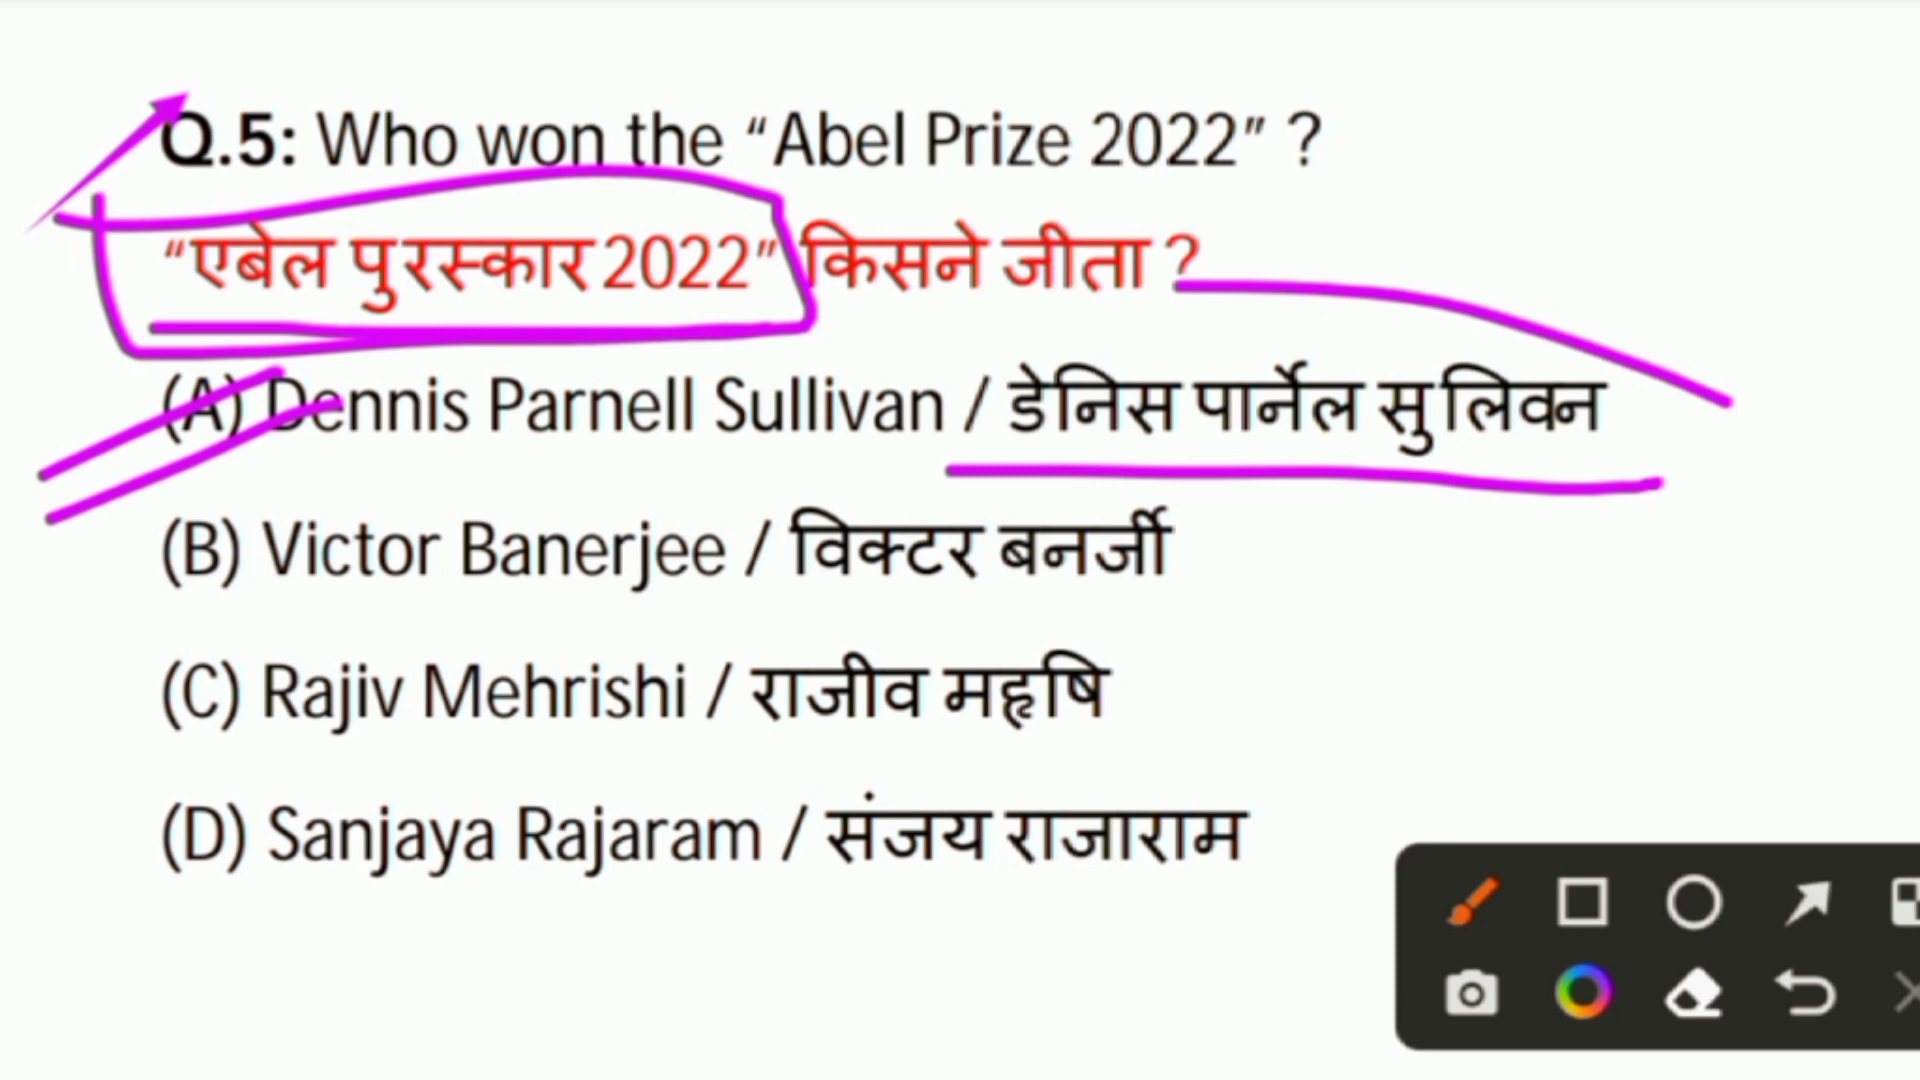 Q.5: Who won the “Abel Prize 2022” ?
“एबेल पुरस्कार 2022” किसने जीता ?
(A) Dennis Parnell Sullivan / डेनिस पार्नेल सुलिवन
(B) Victor Banerjee / विक्टर बनर्जी
(C) Rajiv Mehrishi / राजीव महृषि
(D) Sanjaya Rajaram / संजय राजाराम